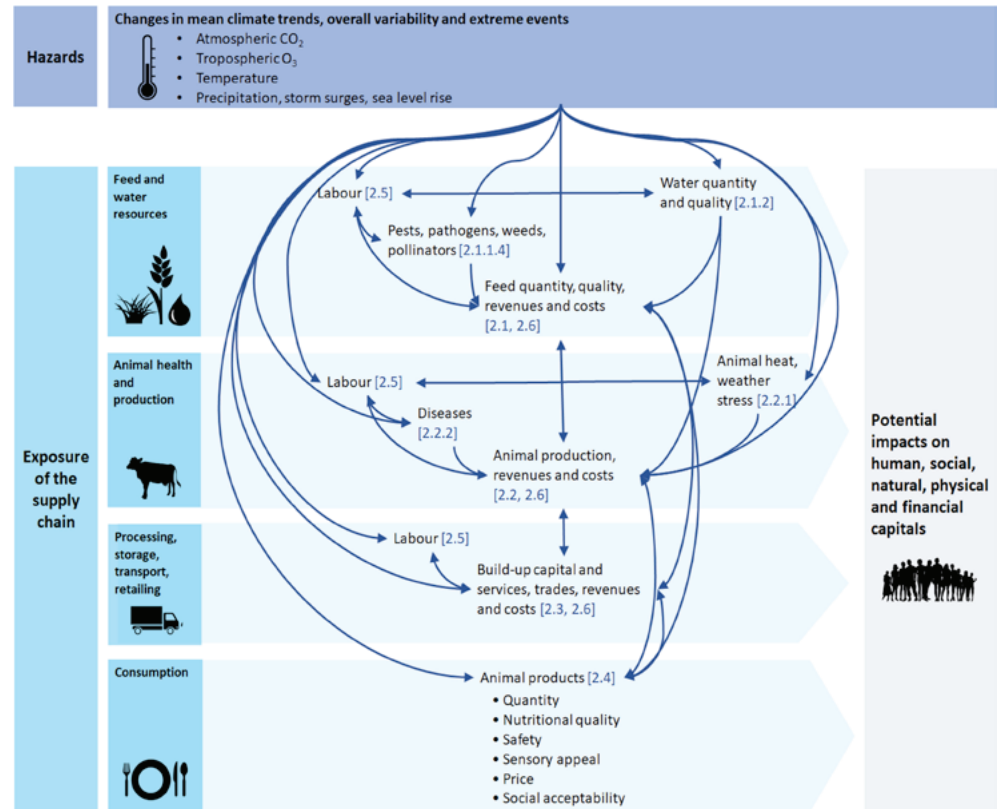 Hazards
Changes in mean climate trends, overall variability and extreme events
• Atmospheric CO₂
• Tropospheric O₃
• Temperature
• Precipitation, storm surges, sea level rise
Exposure
of the
supply
chain
Feed and
water
resources
Labour [2.5]
Water quantity
and quality [2.1.2]
Pests, pathogens, weeds,
pollinators [2.1.1.4]
Feed quantity, quality,
revenues and costs
[2.1, 2.6]
Animal health
and
production
Labour [2.5]
Animal heat,
weather
stress [2.2.1]
Diseases
[2.2.2]
Animal production,
revenues and costs
[2.2, 2.6]
Processing,
storage,
transport,
retailing
Labour [2.5]
Build-up capital and
services, trades, revenues
and costs [2.3, 2.6]
Consumption
Animal products [2.4]
• Quantity
• Nutritional quality
• Safety
• Sensory appeal
• Price
• Social acceptability
Potential
impacts on
human, social,
natural, physical
and financial
capitals